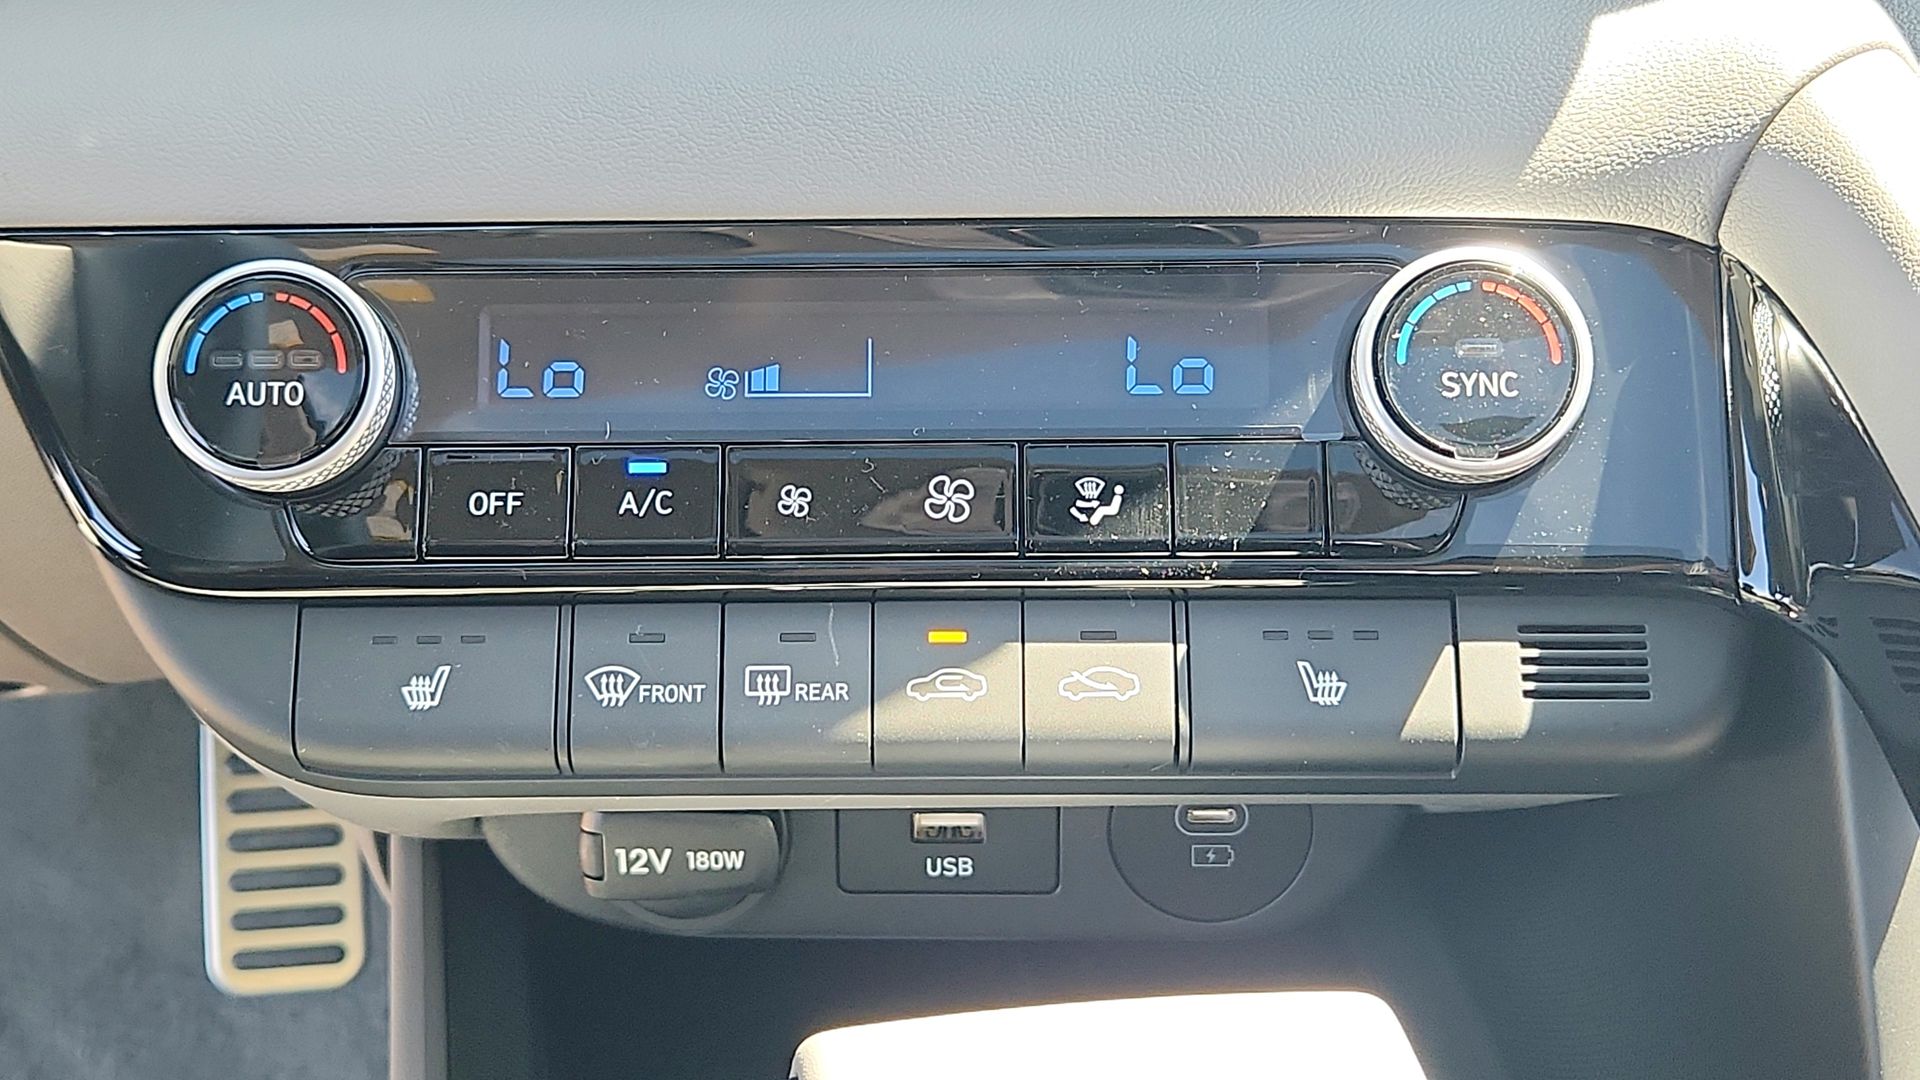 AUTO
Lo
Lo
SYNC
OFF
A/C
FRONT
REAR
12V 180W
USB